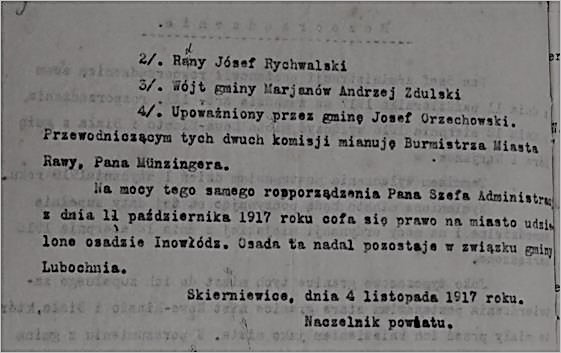 2/. Rany Jósef Rychwalski
3/. Wójt gminy Marjanów Andrzej Zdulski
4/. Upoważniony przez gminę Josef Orzechowski.
Przewodniczącym tych dwuch komisji mianuję Burmistrza Miasta
Rawy, Pana Münzingera.
Na mocy tego samego rozporządzenia Pana Szefa Administrac
z dnia 11 października 1917 roku cofa się prawo na miasto udzie
lone osadzie Inowłódz. Osada ta nadal pozostaje w związku gminy
Lubochnia.
Skierniewice, dnia 4 listopada 1917 roku.
Naczelnik powiatu.